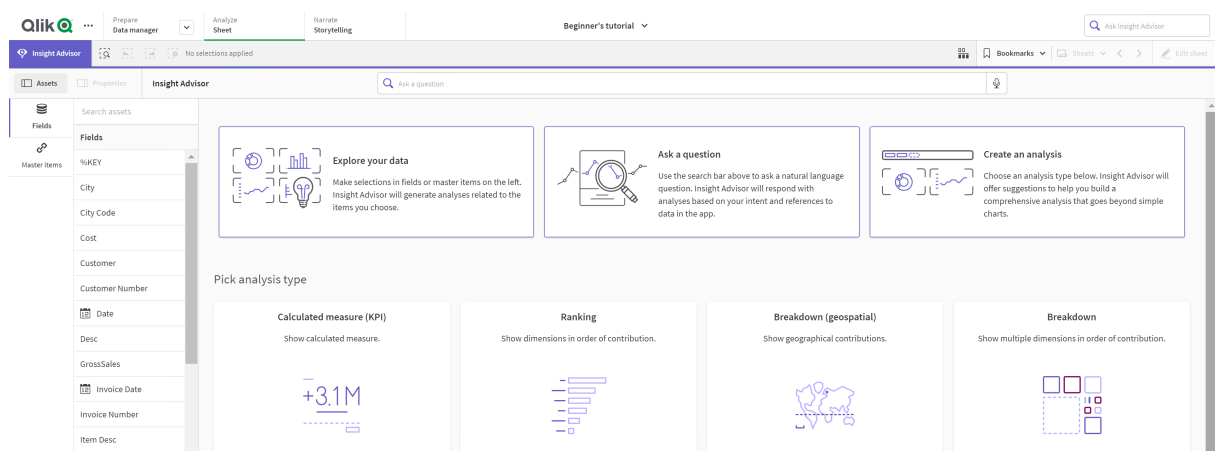 Qlik
Prepare
Data manager
Analyze
Sheet
Narrate
Storytelling
Beginner's tutorial
Ask Insight Advisor
Insight Advisor
No selections applied
Bookmarks
Sheets
Edit sheet
Assets
Properties
Insight Advisor
Ask a question
Fields
Master items
Search assets
Fields
%KEY
City
City Code
Cost
Customer
Customer Number
12 Date
Desc
GrossSales
12 Invoice Date
Invoice Number
Item Desc
Explore your data
Make selections in fields or master items on the left.
Insight Advisor will generate analyses related to the
items you choose.
Ask a question
Use the search bar above to ask a natural language
question. Insight Advisor will respond with
analyses based on your intent and references to
data in the app.
Create an analysis
Choose an analysis type below. Insight Advisor will
offer suggestions to help you build a
comprehensive analysis that goes beyond simple
charts.
Pick analysis type
Calculated measure (KPI)
Show calculated measure.
+3.1M
Ranking
Show dimensions in order of contribution.
Breakdown (geospatial)
Show geographical contributions.
Breakdown
Show multiple dimensions in order of contribution.